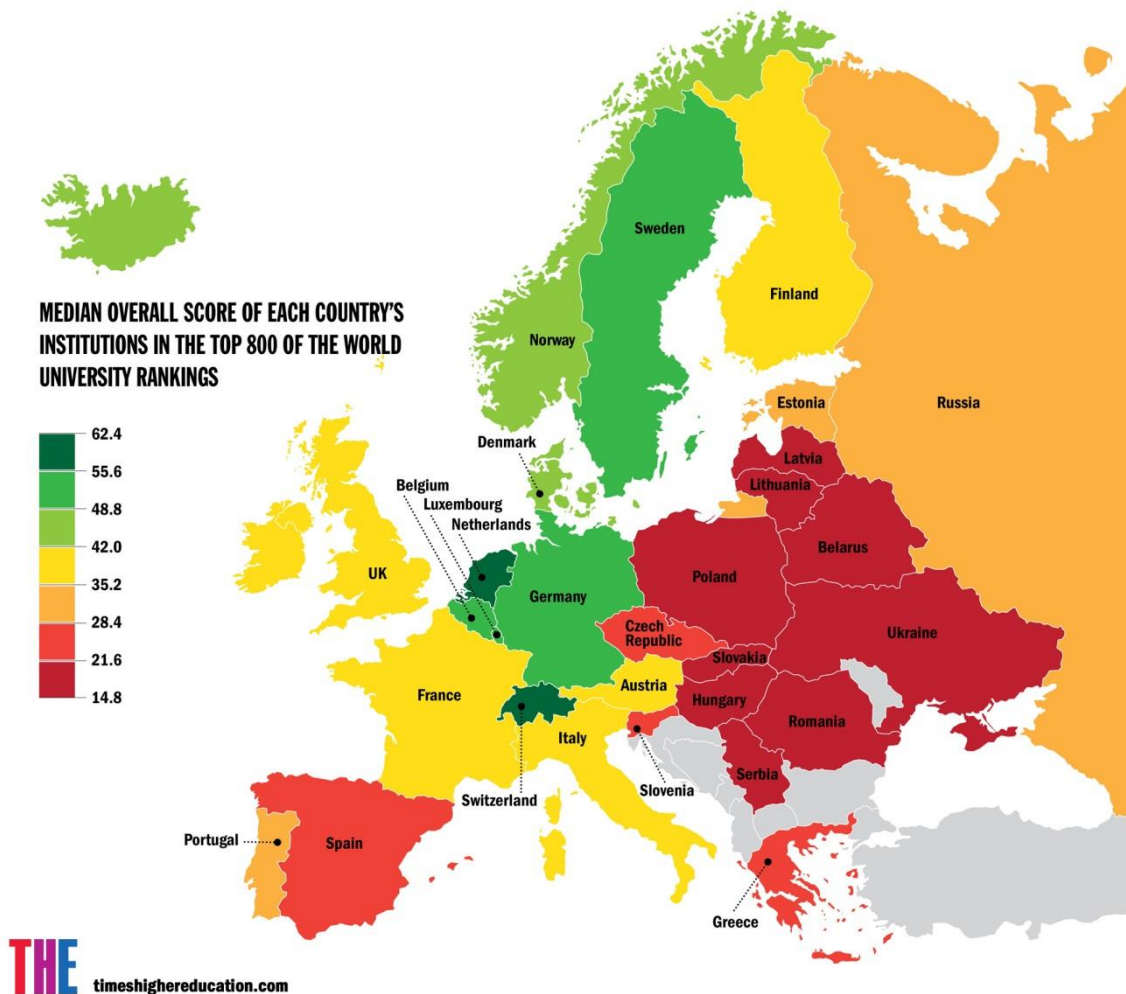 Sweden
Finland
MEDIAN OVERALL SCORE OF EACH COUNTRY'S
INSTITUTIONS IN THE TOP 800 OF THE WORLD
UNIVERSITY RANKINGS
Norway
Estonia
Russia
62.4
55.6
48.8
42.0
35.2
28.4
21.6
14.8
Denmark
Latvia
Lithuania
Belgium
Luxembourg
Netherlands
Belarus
UK
Poland
Germany
Czech
Republic
Ukraine
Slovakia
Austria
France
Hungary
Romania
Italy
Serbia
Slovenia
Switzerland
Portugal
Spain
Greece
THE
timeshighereducation.com